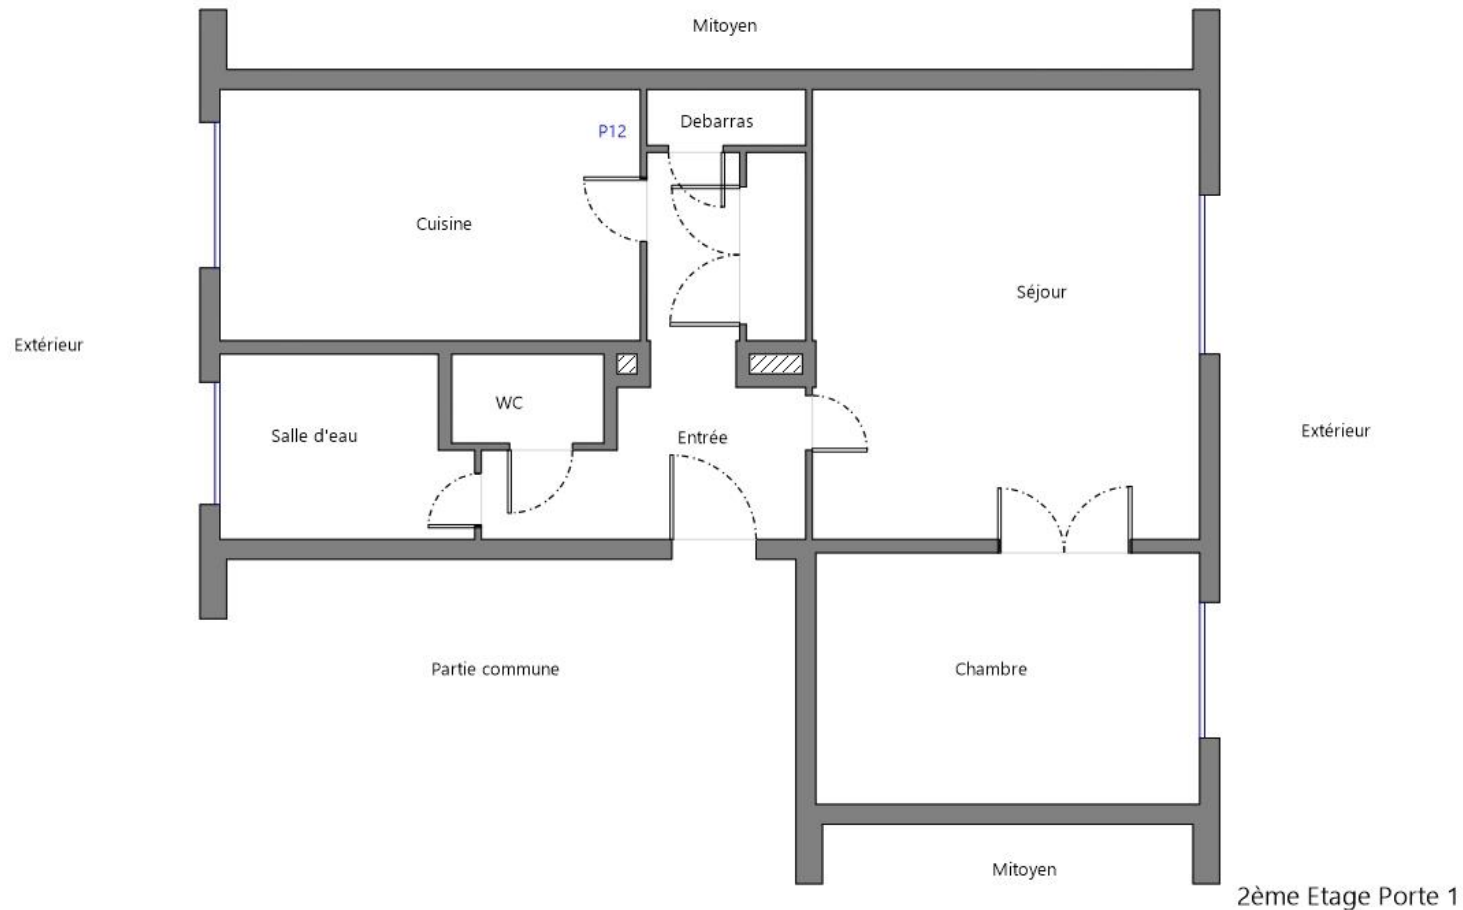 Mitoyen
Debarras
P12
Cuisine
Séjour
Extérieur
WC
Salle d'eau
Entrée
Extérieur
Partie commune
Chambre
Mitoyen
2ème Etage Porte 1